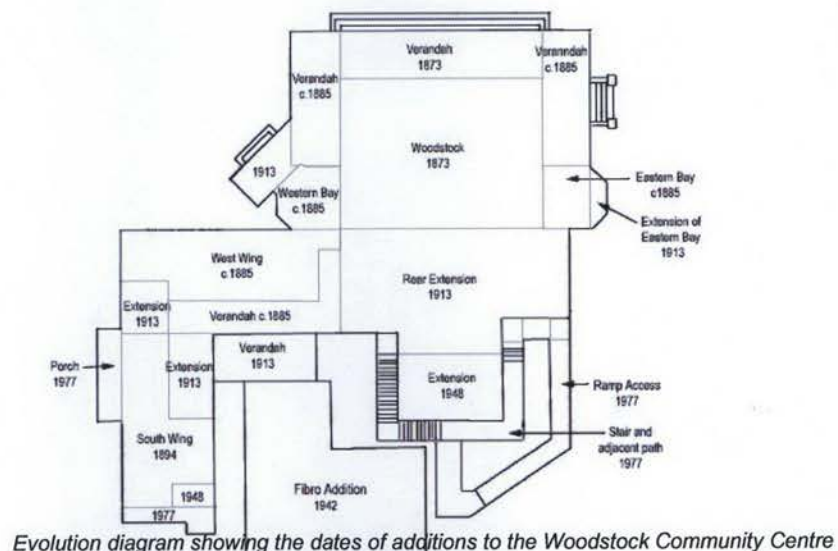 Verandah
1873
Verandah
c.1885
Veranndah
c.1885
Woodstock
1873
1913
Western Bay
c.1885
Eastern Bay
c1885
Extension of
Eastern Bay
1913
West Wing
c.1885
Rear Extension
1913
Extension
1913
Verandah c.1885
Verandah
1913
Porch
1977
Extension
1913
Extension
1948
Ramp Access
1977
Stair and
adjacent path
1977
South Wing
1894
1948
1977
Fibro Addition
1942
Evolution diagram showing the dates of additions to the Woodstock Community Centre